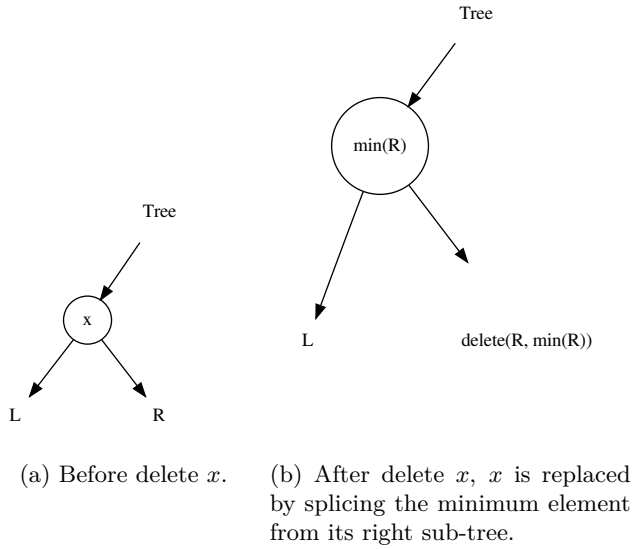 Tree
min(R)
L
delete(R, min(R))
Tree
x
L
R
(a) Before delete x.
(b) After delete x, x is replaced
by splicing the minimum element
from its right sub-tree.